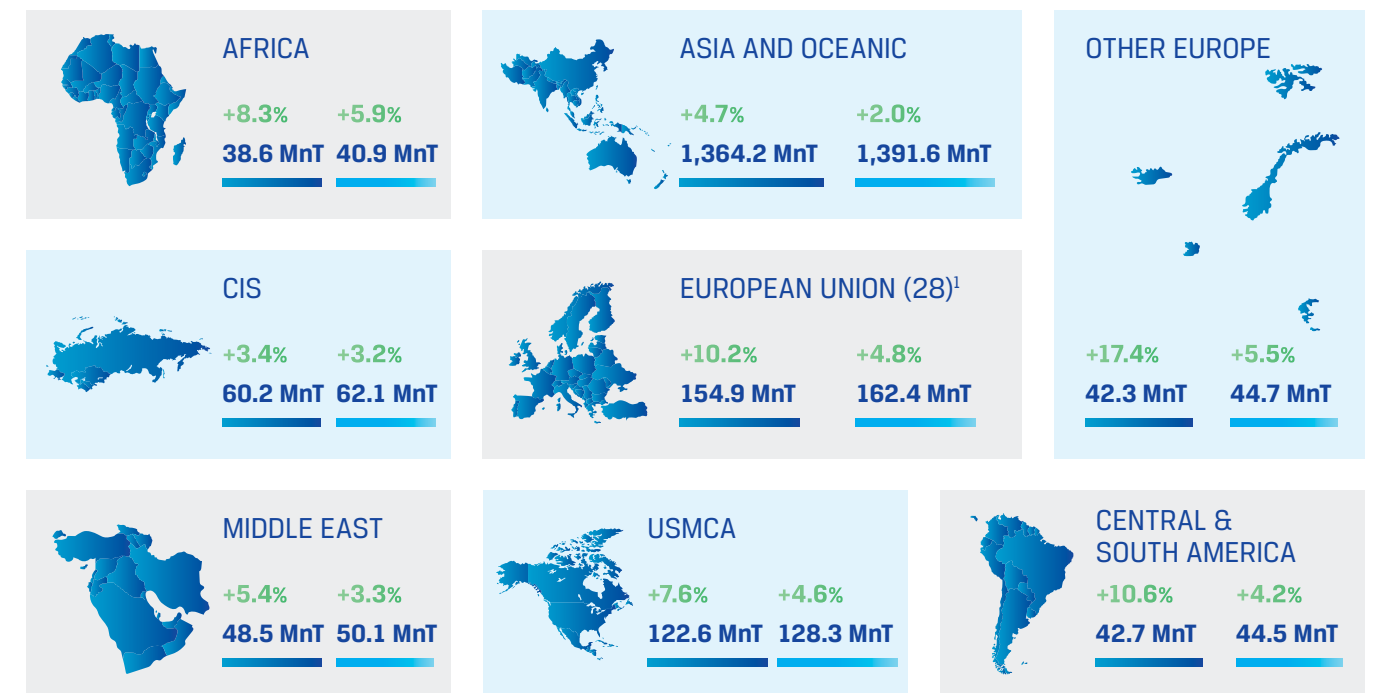 AFRICA
+8.3% +5.9%
38.6 MnT 40.9 MnT
ASIA AND OCEANIC
+4.7% +2.0%
1,364.2 MnT 1,391.6 MnT
OTHER EUROPE
+17.4% +5.5%
42.3 MnT 44.7 MnT
CIS
+3.4% +3.2%
60.2 MnT 62.1 MnT
EUROPEAN UNION (28)¹
+10.2% +4.8%
154.9 MnT 162.4 MnT
MIDDLE EAST
+5.4% +3.3%
48.5 MnT 50.1 MnT
USMCA
+7.6% +4.6%
122.6 MnT 128.3 MnT
CENTRAL &
SOUTH AMERICA
+10.6% +4.2%
42.7 MnT 44.5 MnT